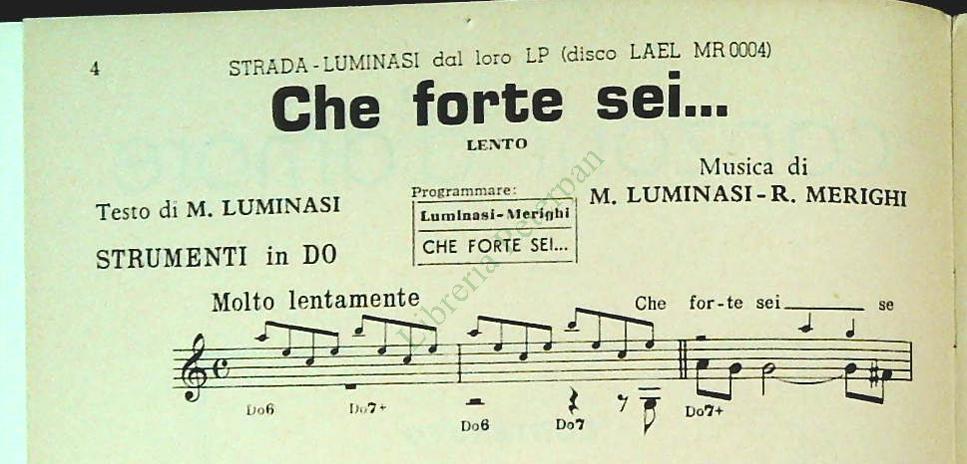 4
STRADA-LUMINASI dal loro LP (disco LAEL MR 0004)
Che forte sei...
LENTO
Musica di
M. LUMINASI - R. MERIGHI
Testo di M. LUMINASI
Programmare:
Luminasi-Merighi
CHE FORTE SEI...
STRUMENTI in DO
Molto lentamente
Che for-te sei se
Do6 Do7+ Do6 Do7 Do7+
Libreria Peterpan